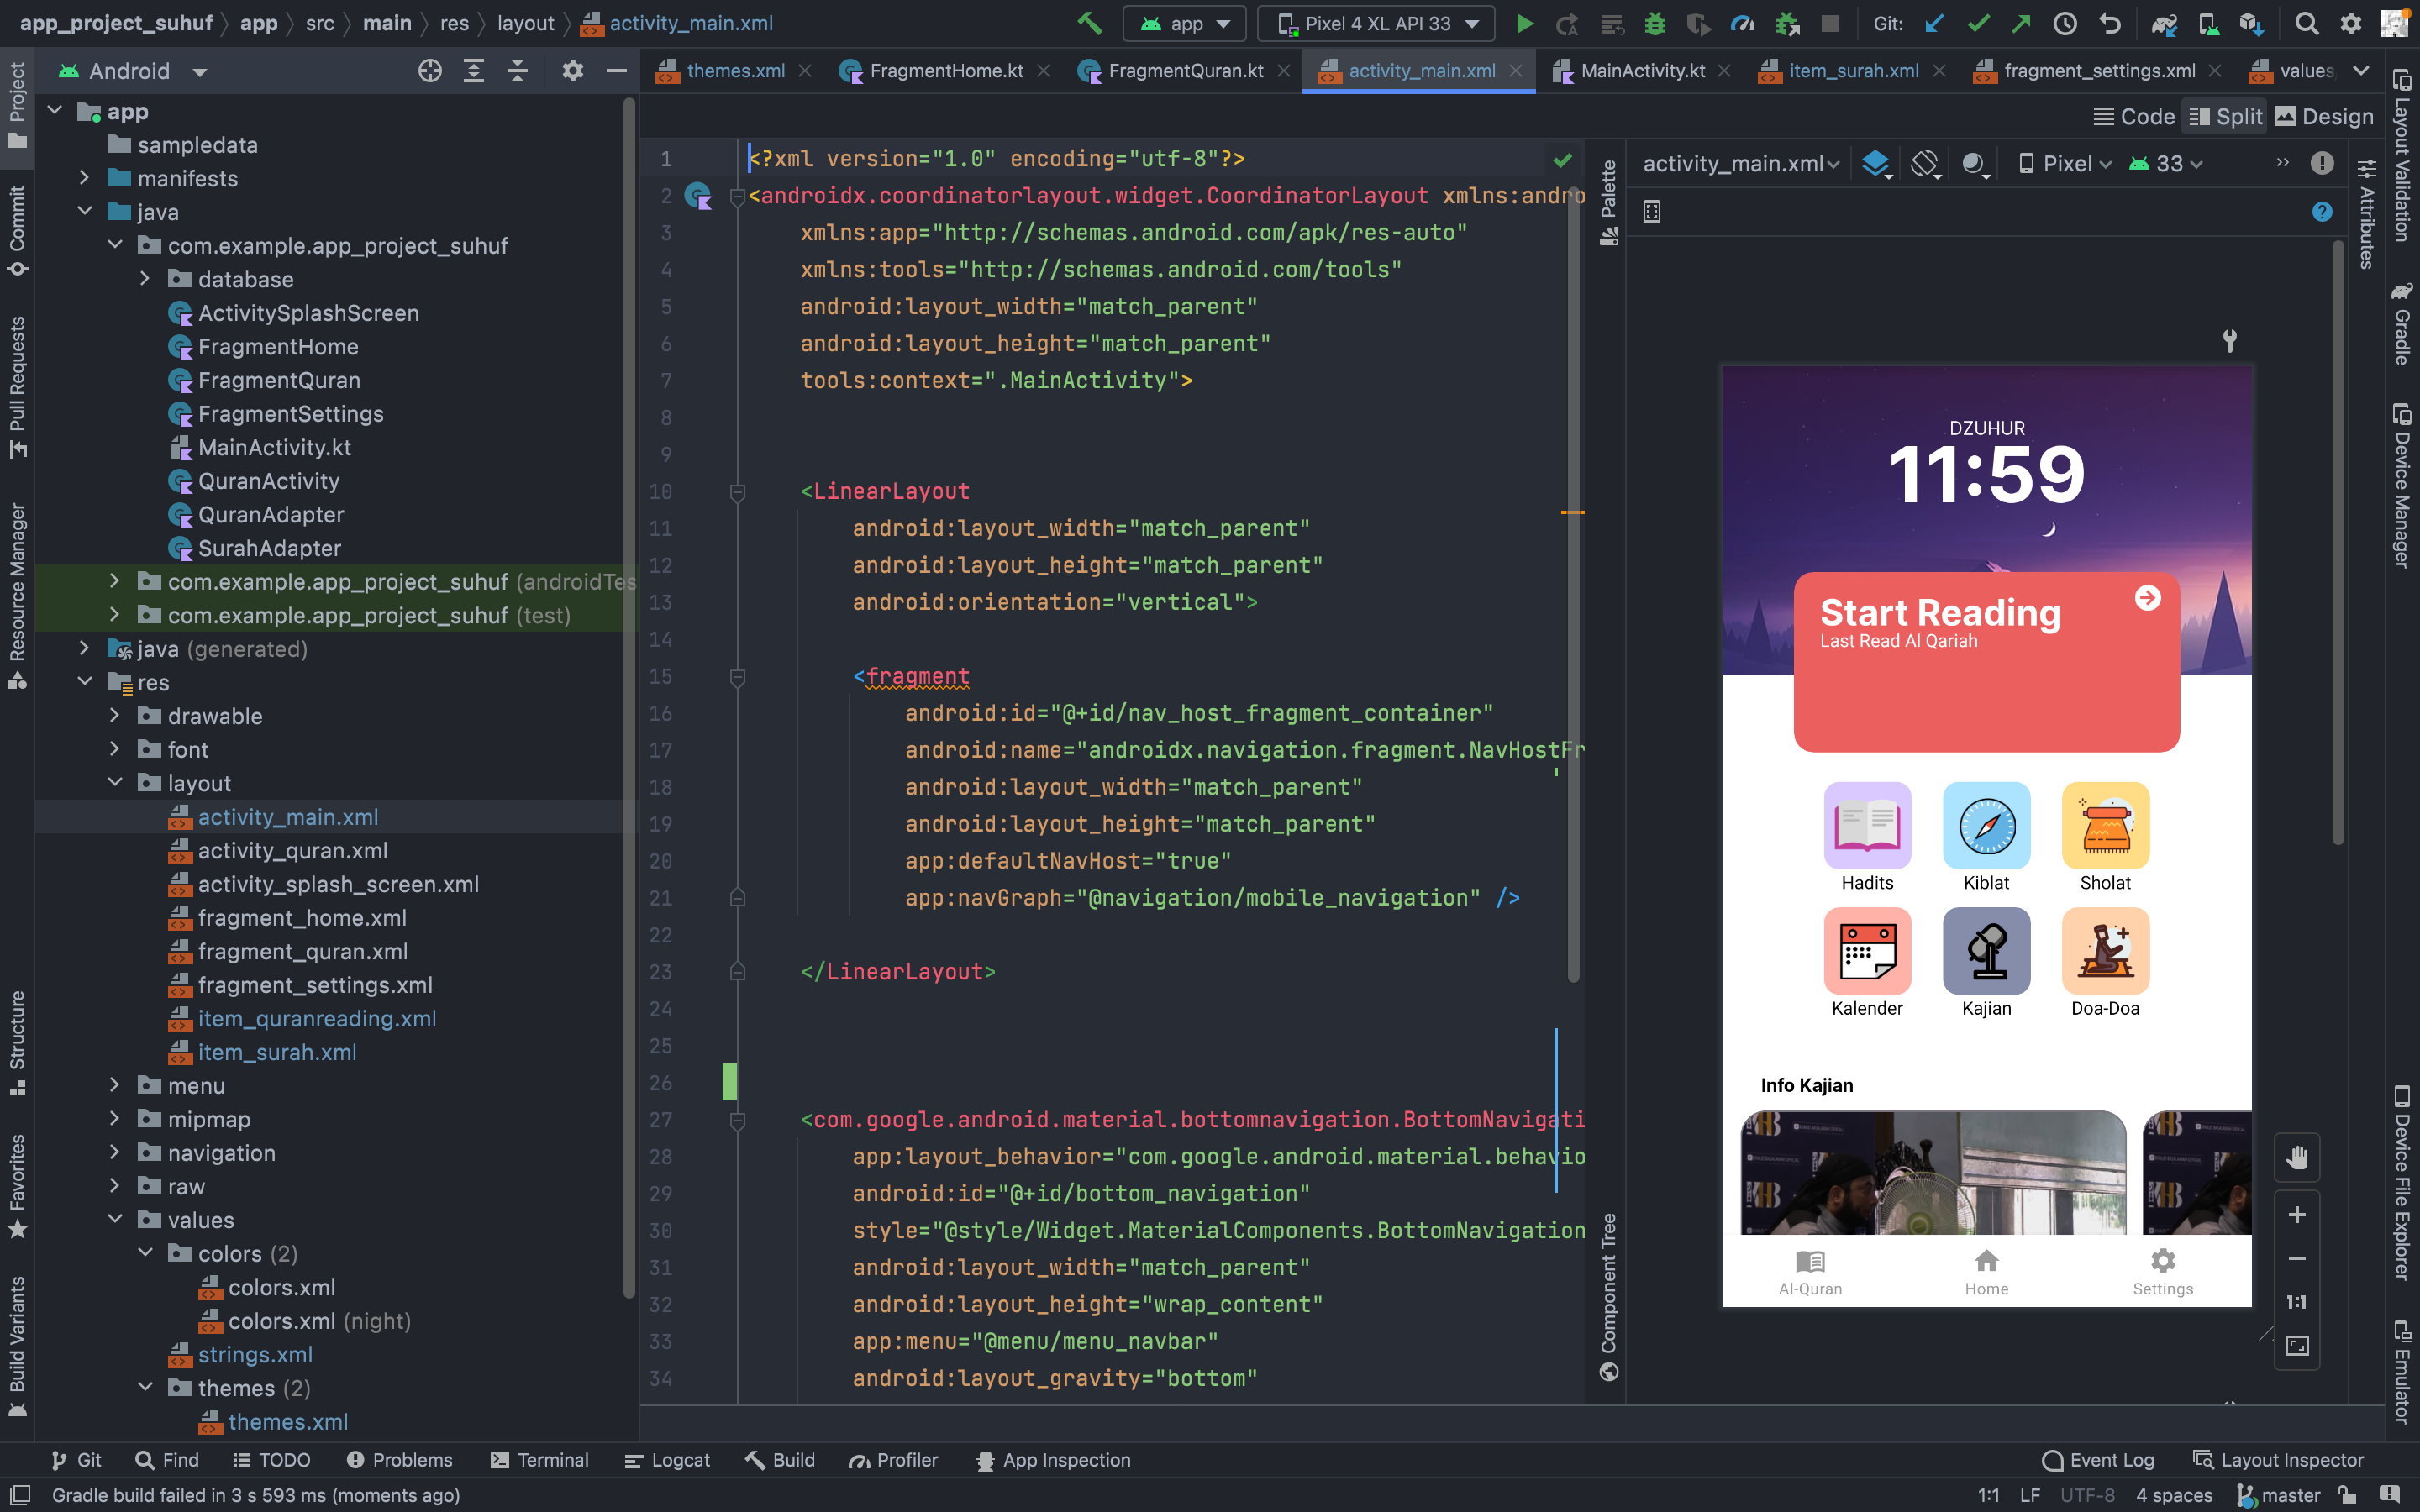 app_project_suhuf
app
src
main
res
layout
activity_main.xml
app
Pixel 4 XL API 33
Git:
Android
themes.xml
FragmentHome.kt
FragmentQuran.kt
activity_main.xml
MainActivity.kt
item_surah.xml
fragment_settings.xml
values
Code
Split
Design
Project
Commit
Pull Requests
Resource Manager
Structure
Favorites
Build Variants
app
sampledata
manifests
java
com.example.app_project_suhuf
database
ActivitySplashScreen
FragmentHome
FragmentQuran
FragmentSettings
MainActivity.kt
QuranActivity
QuranAdapter
SurahAdapter
com.example.app_project_suhuf (androidTes
com.example.app_project_suhuf (test)
java (generated)
res
drawable
font
layout
activity_main.xml
activity_quran.xml
activity_splash_screen.xml
fragment_home.xml
fragment_quran.xml
fragment_settings.xml
item_quranreading.xml
item_surah.xml
menu
mipmap
navigation
raw
values
colors (2)
colors.xml
colors.xml (night)
strings.xml
themes (2)
themes.xml
1 <?xml version="1.0" encoding="utf-8"?>
2 <androidx.coordinatorlayout.widget.CoordinatorLayout xmlns:andro
3 xmlns:app="http://schemas.android.com/apk/res-auto"
4 xmlns:tools="http://schemas.android.com/tools"
5 android:layout_width="match_parent"
6 android:layout_height="match_parent"
7 tools:context=".MainActivity">
8
9
10 <LinearLayout
11 android:layout_width="match_parent"
12 android:layout_height="match_parent"
13 android:orientation="vertical">
14
15 <fragment
16 android:id="@+id/nav_host_fragment_container"
17 android:name="androidx.navigation.fragment.NavHostFr
18 android:layout_width="match_parent"
19 android:layout_height="match_parent"
20 app:defaultNavHost="true"
21 app:navGraph="@navigation/mobile_navigation" />
22
23 </LinearLayout>
24
25
26
27 <com.google.android.material.bottomnavigation.BottomNavigati
28 app:layout_behavior="com.google.android.material.behavio
29 android:id="@+id/bottom_navigation"
30 style="@style/Widget.MaterialComponents.BottomNavigation
31 android:layout_width="match_parent"
32 android:layout_height="wrap_content"
33 app:menu="@menu/menu_navbar"
34 android:layout_gravity="bottom"
Palette
Component Tree
activity_main.xml
Pixel
33
DZUHUR
11:59
Start Reading
Last Read Al Qariah
Hadits
Kiblat
Sholat
Kalender
Kajian
Doa-Doa
Info Kajian
Al-Quran
Home
Settings
1:1
Attributes
Layout Validation
Gradle
Device Manager
Device File Explorer
Emulator
Git
Find
TODO
Problems
Terminal
Logcat
Build
Profiler
App Inspection
Event Log
Layout Inspector
Gradle build failed in 3 s 593 ms (moments ago)
1:1
LF
UTF-8
4 spaces
master